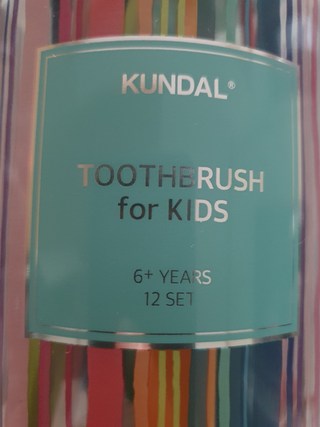 KUNDAL®
TOOTHBRUSH
for KIDS
6+ YEARS
12 SET